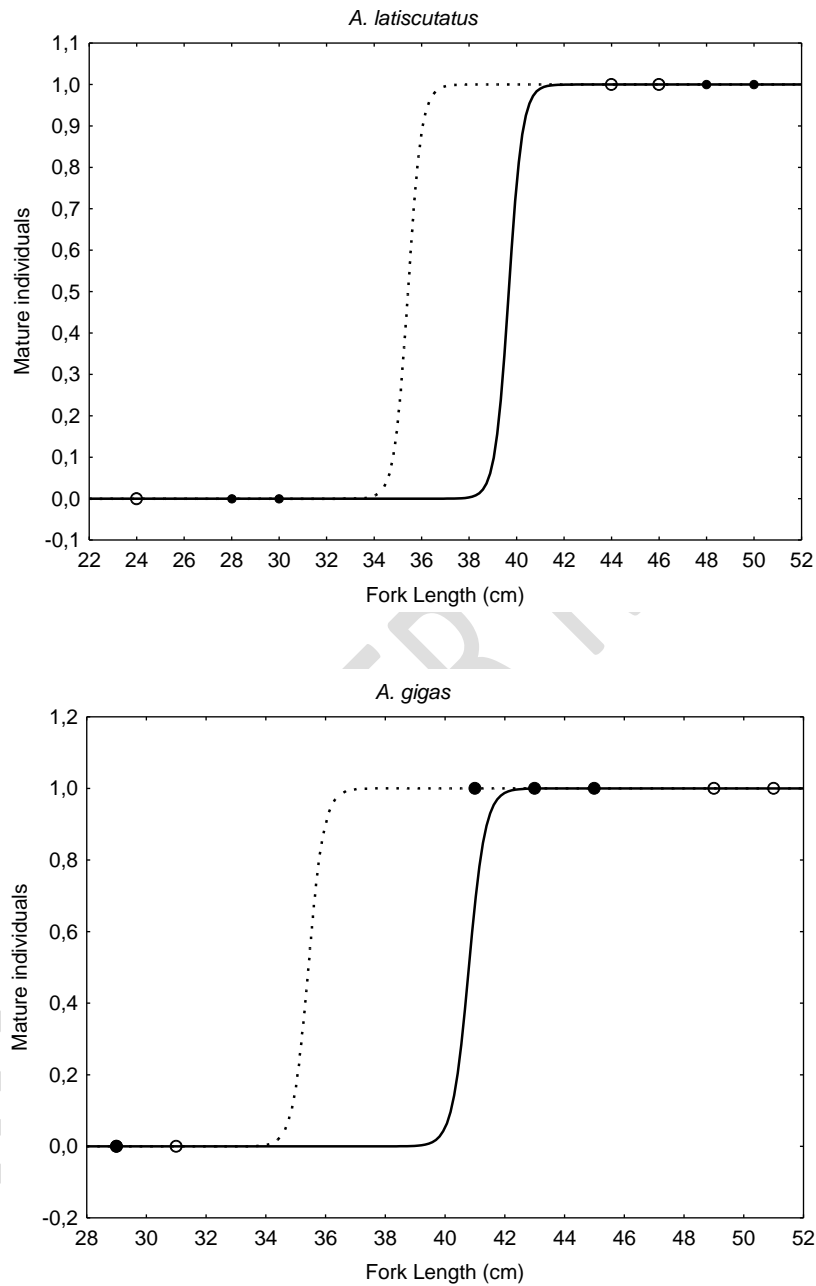 A. latiscutatus
1,1
1,0
0,9
0,8
0,7
0,6
0,5
0,4
0,3
0,2
0,1
0,0
-0,1
Mature individuals
22 24 26 28 30 32 34 36 38 40 42 44 46 48 50 52
Fork Length (cm)
A. gigas
1,2
1,0
0,8
0,6
0,4
0,2
0,0
-0,2
Mature individuals
28 30 32 34 36 38 40 42 44 46 48 50 52
Fork Length (cm)